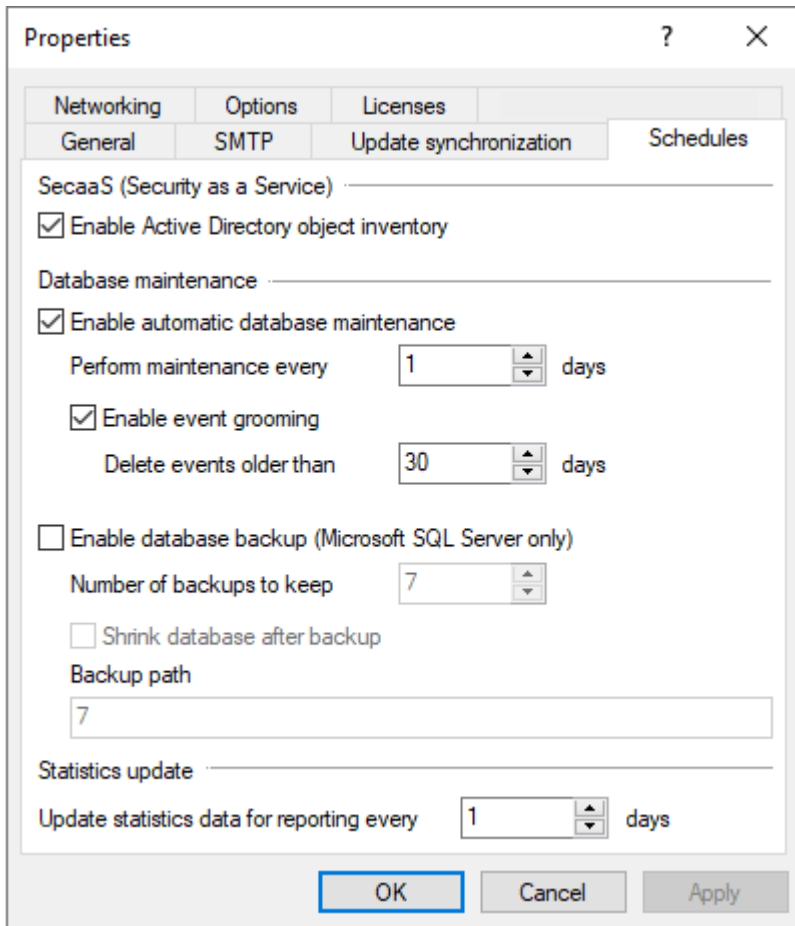 Properties ?
Networking Options Licenses
General SMTP Update synchronization Schedules
SecaaS (Security as a Service)
Enable Active Directory object inventory
Database maintenance
Enable automatic database maintenance
Perform maintenance every 1 days
Enable event grooming
Delete events older than 30 days
Enable database backup (Microsoft SQL Server only)
Number of backups to keep 7
Shrink database after backup
Backup path
7
Statistics update
Update statistics data for reporting every 1 days
OK Cancel Apply